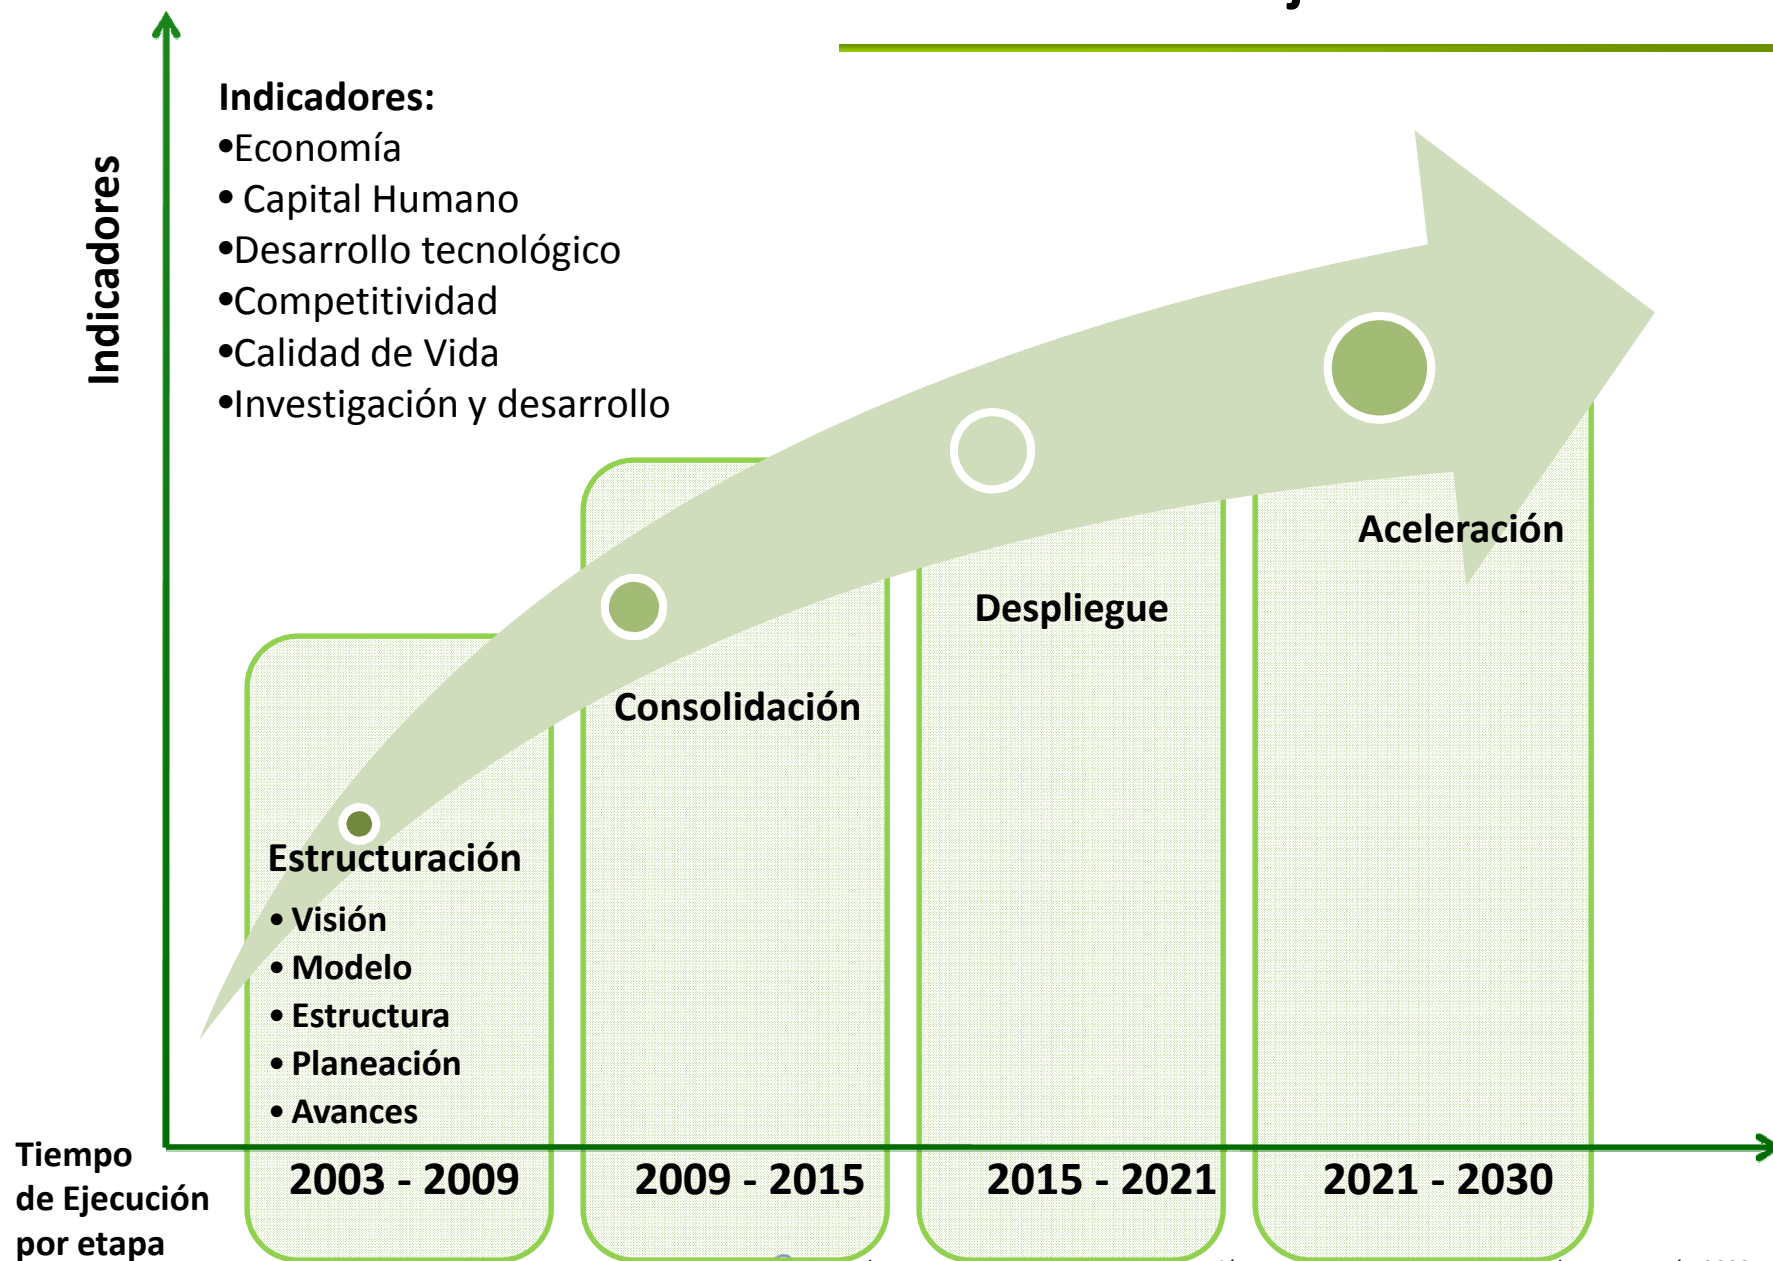 Indicadores:
•Economía
• Capital Humano
•Desarrollo tecnológico
•Competitividad
•Calidad de Vida
•Investigación y desarrollo
Indicadores
Aceleración
Despliegue
Consolidación
Estructuración
• Visión
• Modelo
• Estructura
• Planeación
• Avances
Tiempo
de Ejecución
por etapa
2003 - 2009
2009 - 2015
2015 - 2021
2021 - 2030